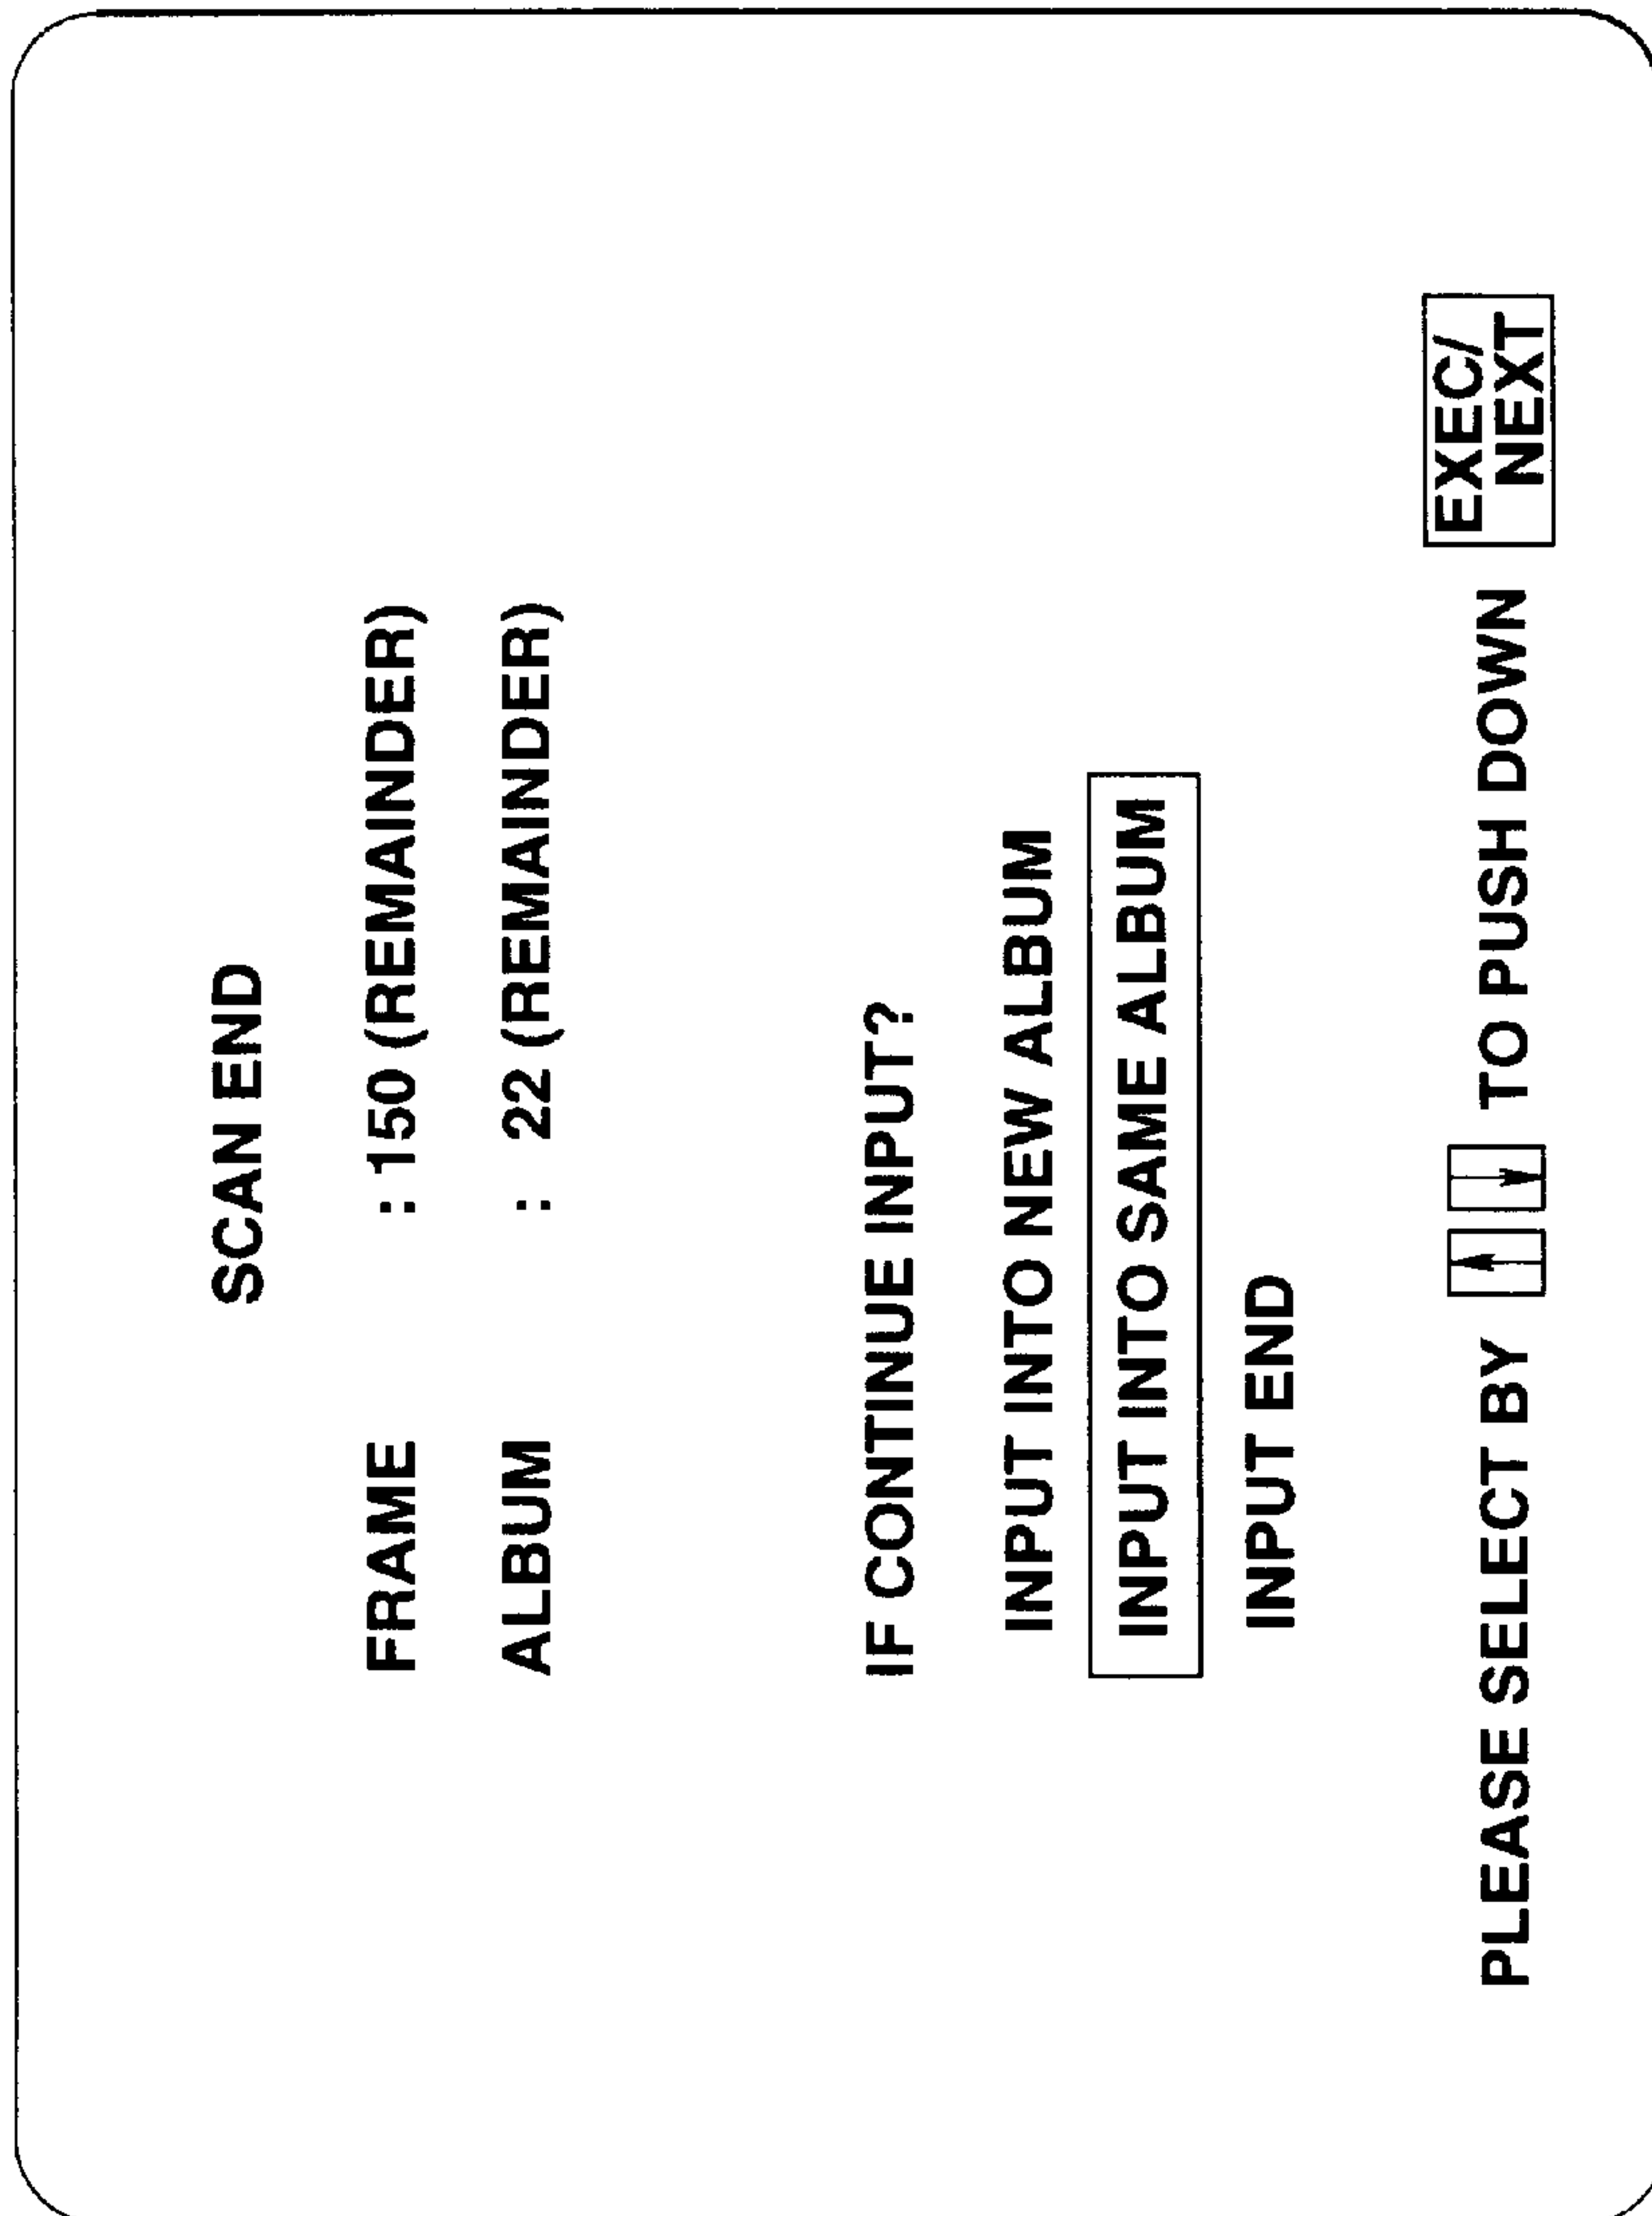 SCAN END
FRAME : 150 (REMAINDER)
ALBUM : 22 (REMAINDER)
IF CONTINUE INPUT?
INPUT INTO NEW ALBUM
INPUT INTO SAME ALBUM
INPUT END
PLEASE SELECT BY ↑ ↓ TO PUSH DOWN EXEC/
NEXT